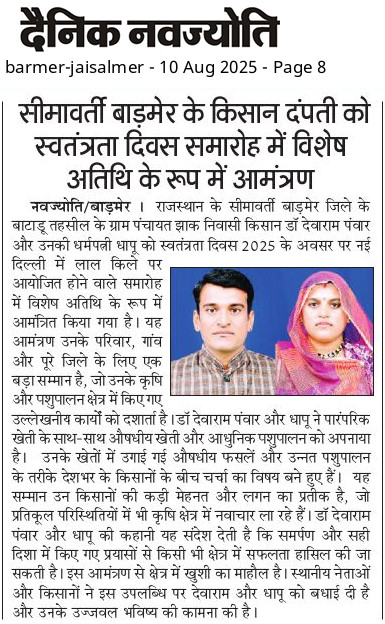 दैनिक नवज्योति
barmer-jaisalmer - 10 Aug 2025 - Page 8
सीमावर्ती बाड़मेर के किसान दंपती को
स्वतंत्रता दिवस समारोह में विशेष
अतिथि के रूप में आमंत्रण
नवज्योति/बाड़मेर । राजस्थान के सीमावर्ती बाड़मेर जिले के
बाटाडू तहसील के ग्राम पंचायत झाक निवासी किसान डॉ देवाराम पंवार
और उनकी धर्मपत्नी धापू को स्वतंत्रता दिवस 2025 के अवसर पर नई
दिल्ली में लाल किले पर
आयोजित होने वाले समारोह
में विशेष अतिथि के रूप में
आमंत्रित किया गया है। यह
आमंत्रण उनके परिवार, गांव
और पूरे जिले के लिए एक
बड़ा सम्मान है, जो उनके कृषि
और पशुपालन क्षेत्र में किए गए
उल्लेखनीय कार्यों को दर्शाता है। डॉ देवाराम पंवार और धापू ने पारंपरिक
खेती के साथ-साथ औषधीय खेती और आधुनिक पशुपालन को अपनाया
है। उनके खेतों में उगाई गई औषधीय फसलें और उन्नत पशुपालन
के तरीके देशभर के किसानों के बीच चर्चा का विषय बने हुए हैं। यह
सम्मान उन किसानों की कड़ी मेहनत और लगन का प्रतीक है, जो
प्रतिकूल परिस्थितियों में भी कृषि क्षेत्र में नवाचार ला रहे हैं। डॉ देवाराम
पंवार और धापू की कहानी यह संदेश देती है कि समर्पण और सही
दिशा में किए गए प्रयासों से किसी भी क्षेत्र में सफलता हासिल की जा
सकती है। इस आमंत्रण से क्षेत्र में खुशी का माहौल है। स्थानीय नेताओं
और किसानों ने इस उपलब्धि पर देवाराम और धापू को बधाई दी है
और उनके उज्जवल भविष्य की कामना की है।